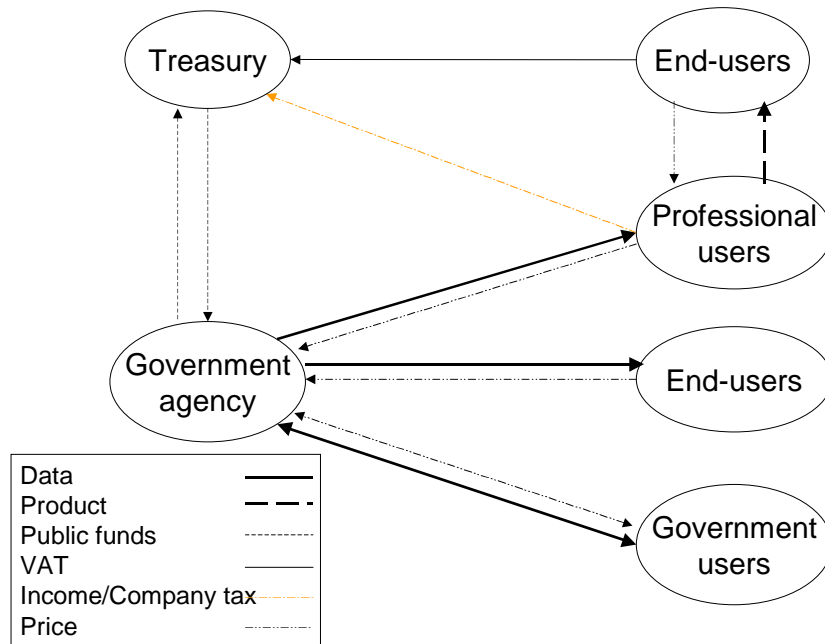 Treasury
End-users
Professional
users
Government
agency
End-users
Government
users
Data
Product
Public funds
VAT
Income/Company tax
Price